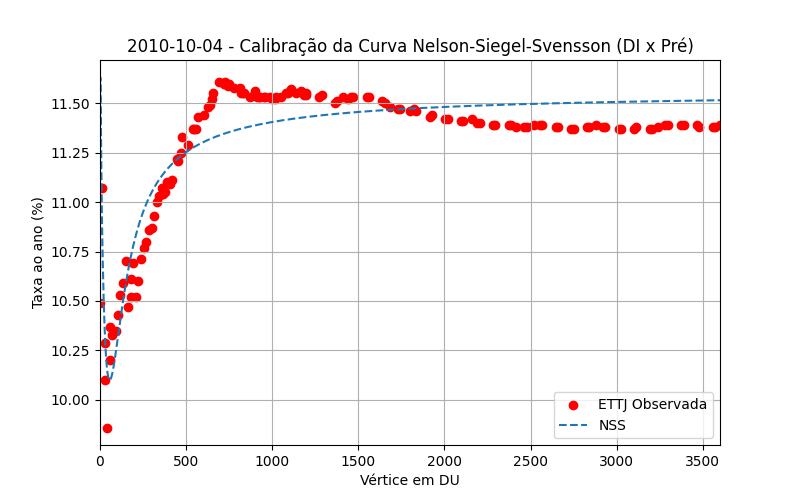 2010-10-04 - Calibração da Curva Nelson-Siegel-Svensson (DI x Pré)
Taxa ao ano (%)
11.50
11.25
11.00
10.75
10.50
10.25
10.00
ETTJ Observada
NSS
0 500 1000 1500 2000 2500 3000 3500
Vértice em DU